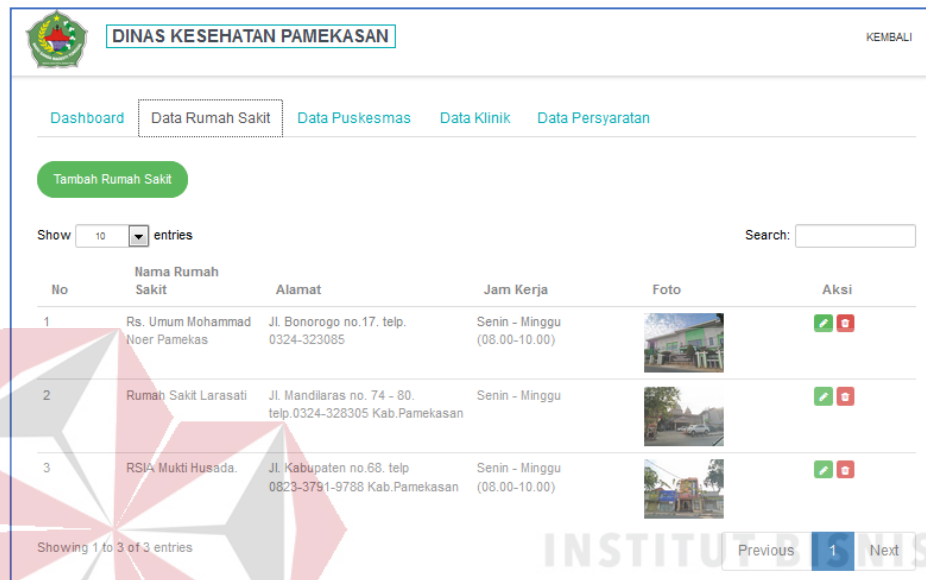 DINAS KESEHATAN PAMEKASAN
KEMBALI
Dashboard Data Rumah Sakit Data Puskesmas Data Klinik Data Persyaratan
Tambah Rumah Sakit
Show 10 entries Search:
Nama Rumah
No Sakit Alamat Jam Kerja Foto Aksi
1 Rs. Umum Mohammad Jl. Bonorogo no.17. telp. Senin - Minggu
Noer Pamekas 0324-323085 (08.00-10.00)
2 Rumah Sakit Larasati Jl. Mandilaras no. 74 - 80. Senin - Minggu
telp.0324-328305 Kab.Pamekasan
3 RSIA Mukti Husada. Jl. Kabupaten no.68. telp Senin - Minggu
0823-3791-9788 Kab.Pamekasan (08.00-10.00)
Showing 1 to 3 of 3 entries Previous 1 Next
INSTITUT BISNIS